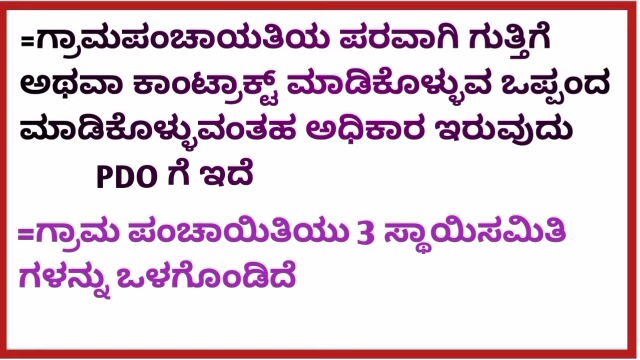 =ಗ್ರಾಮಪಂಚಾಯತಿಯ ಪರವಾಗಿ ಗುತ್ತಿಗೆ
ಅಥವಾ ಕಾಂಟ್ರಾಕ್ಟ್ ಮಾಡಿಕೊಳ್ಳುವ ಒಪ್ಪಂದ
ಮಾಡಿಕೊಳ್ಳುವಂತಹ ಅಧಿಕಾರ ಇರುವುದು
PDO ಗೆ ಇದೆ
=ಗ್ರಾಮ ಪಂಚಾಯಿತಿಯು 3 ಸ್ಥಾಯಿಸಮಿತಿ
ಗಳನ್ನು ಒಳಗೊಂಡಿದೆ